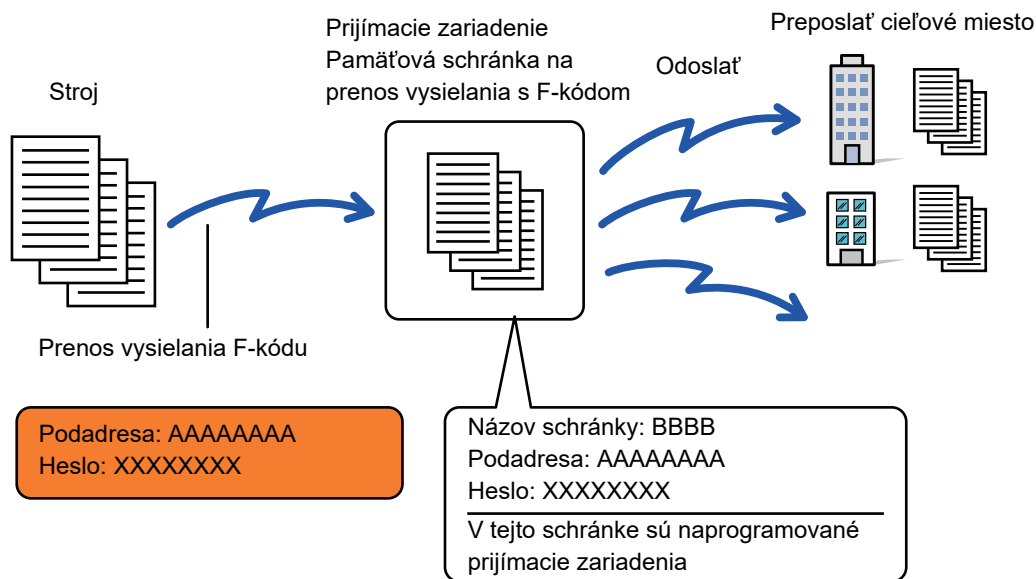 Stroj
Prijímacie zariadenie
Pamäťová schránka na
prenos vysielania s F-kódom
Odoslať
Preposlať cieľové miesto
Prenos vysielania F-kódu
Podadresa: AAAAAAAA
Heslo: XXXXXXXX
Názov schránky: BBBB
Podadresa: AAAAAAAA
Heslo: XXXXXXXX
V tejto schránke sú naprogramované
prijímacie zariadenia